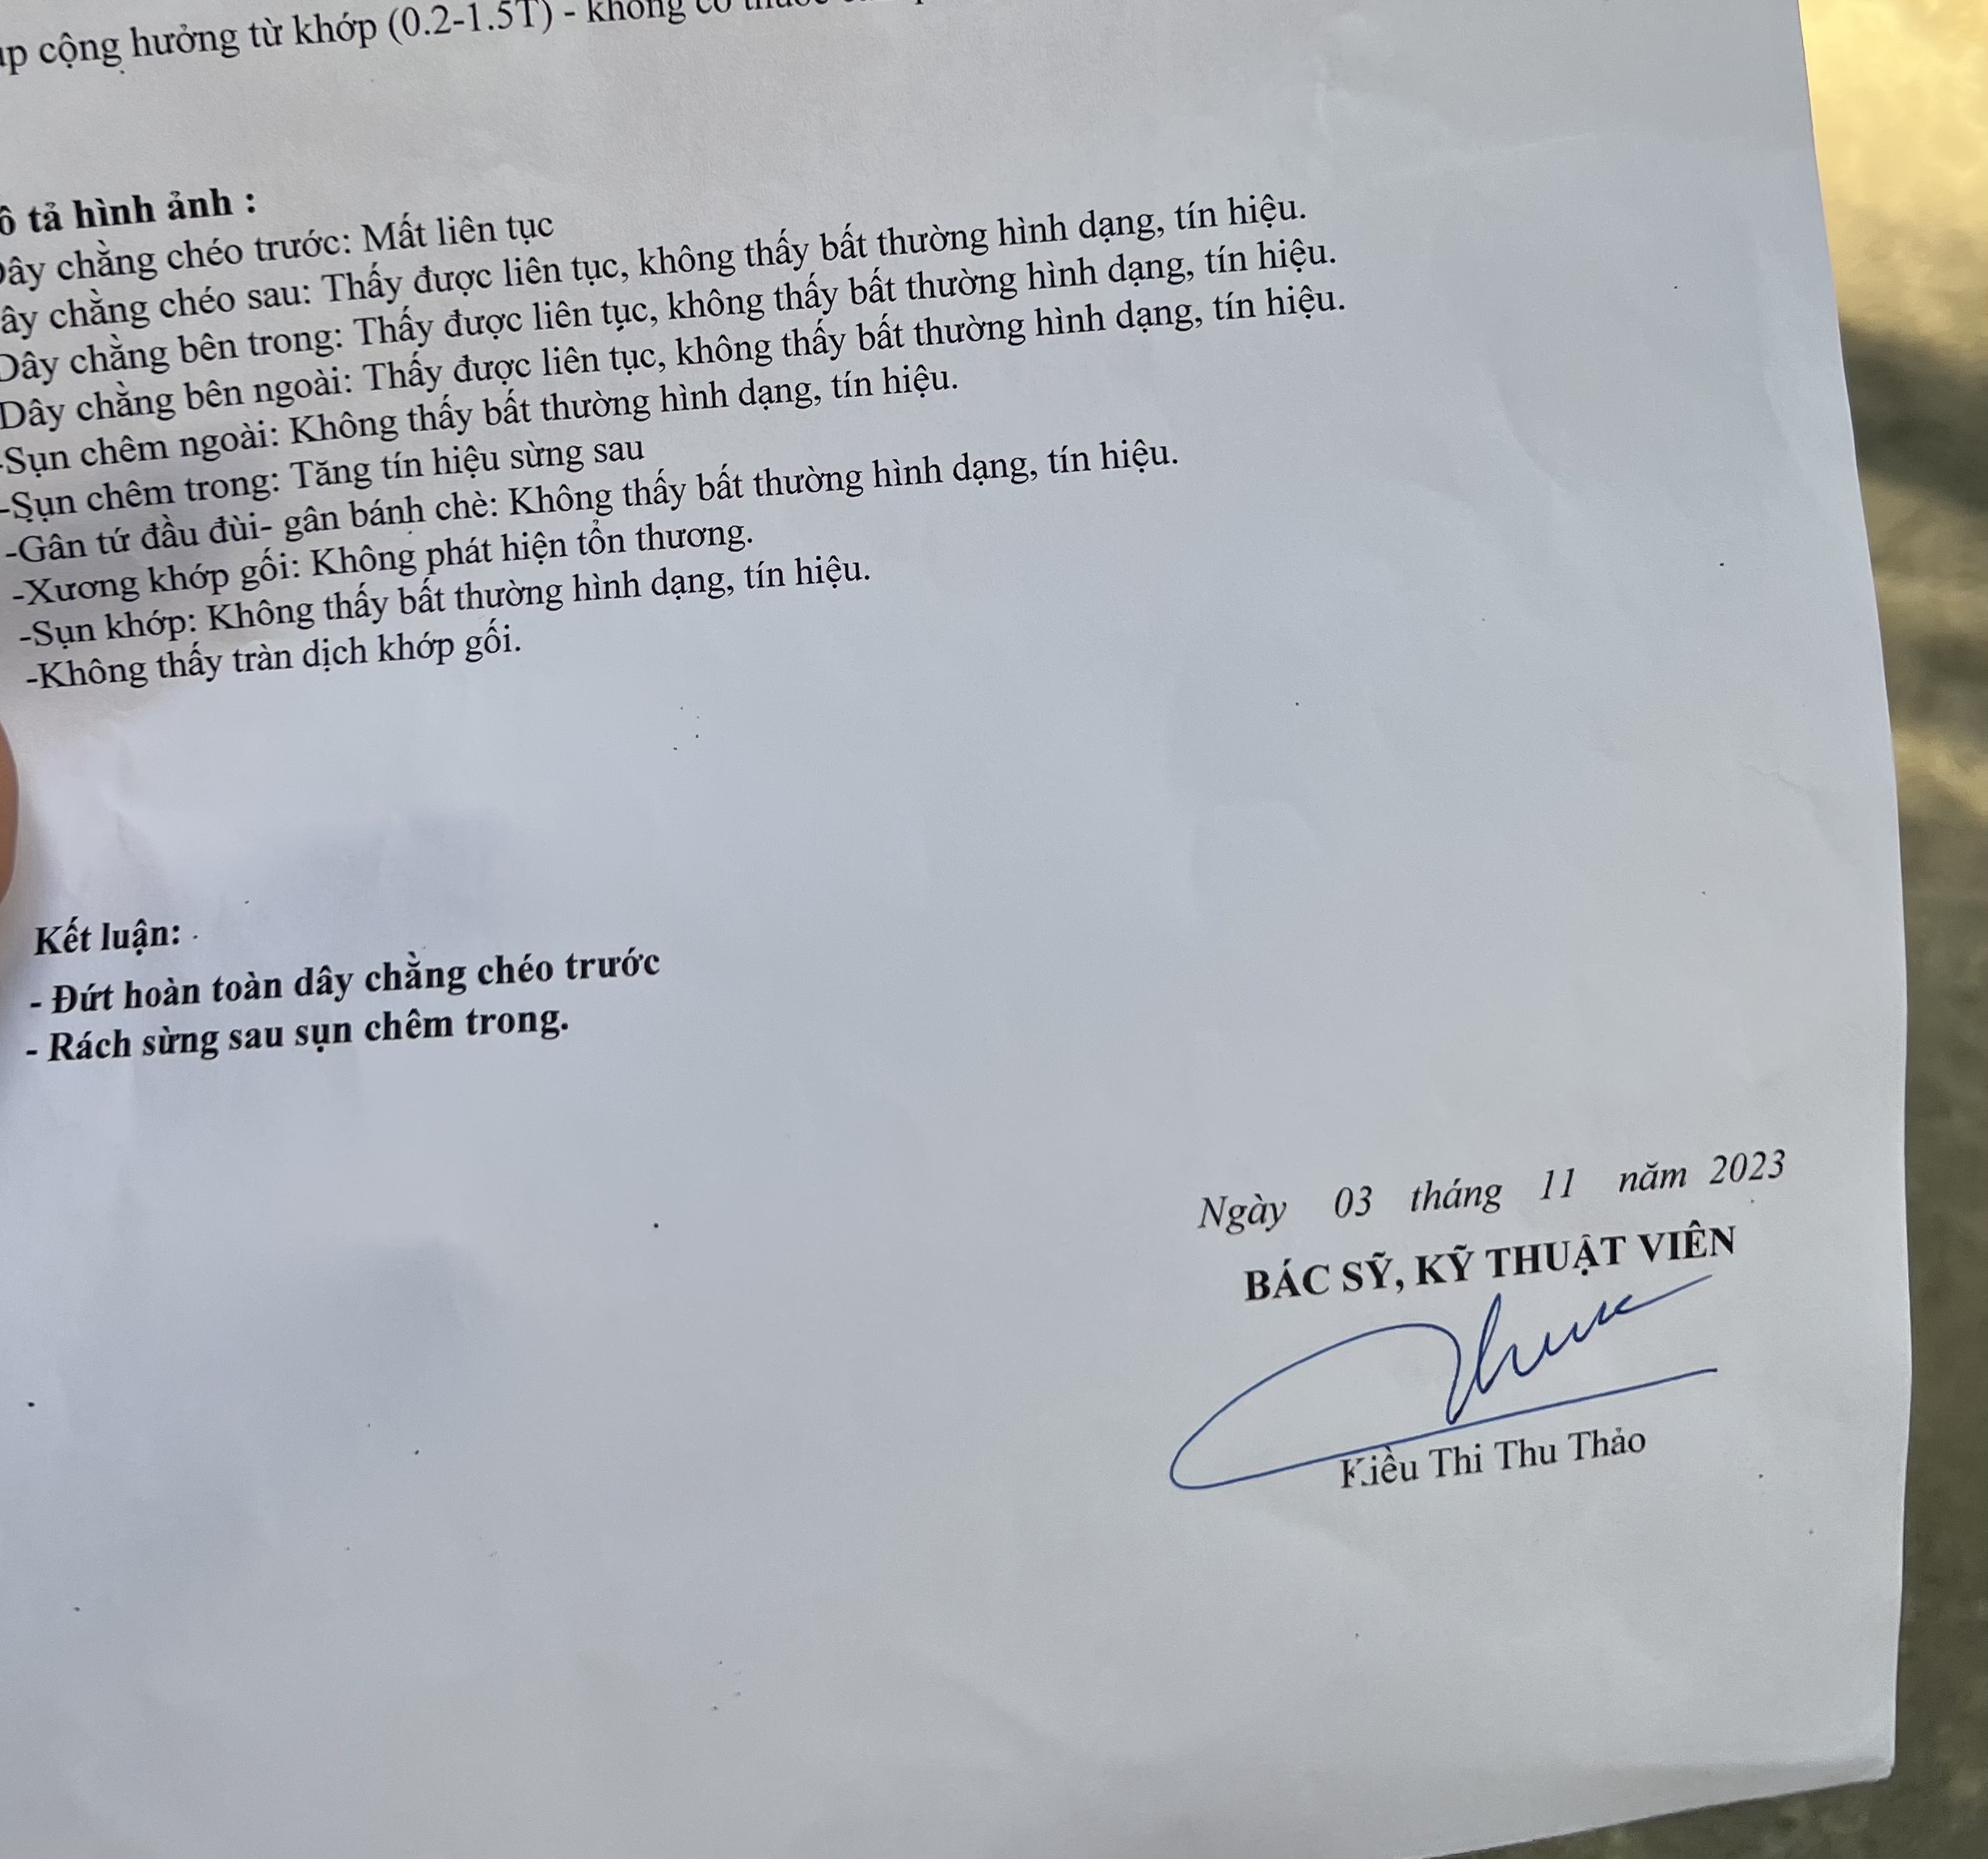 cộng hưởng từ khớp (0.2-1.5T) - không có
tả hình ảnh :
chằng chéo trước: Mất liên tục
chằng chéo sau: Thấy được liên tục, không thấy bất thường hình dạng, tín hiệu.
Dây chằng bên trong: Thấy được liên tục, không thấy bất thường hình dạng, tín hiệu.
Dây chằng bên ngoài: Thấy được liên tục, không thấy bất thường hình dạng, tín hiệu.
-Sụn chêm ngoài: Không thấy bất thường hình dạng, tín hiệu.
-Sụn chêm trong: Tăng tín hiệu sừng sau
-Gân tứ đầu đùi- gân bánh chè: Không thấy bất thường hình dạng, tín hiệu.
-Xương khớp gối: Không phát hiện tổn thương.
-Sụn khớp: Không thấy bất thường hình dạng, tín hiệu.
-Không thấy tràn dịch khớp gối.
Kết luận:
- Đứt hoàn toàn dây chằng chéo trước
- Rách sừng sau sụn chêm trong.
Ngày 03 tháng 11 năm 2023
BÁC SỸ, KỸ THUẬT VIÊN
Kiều Thi Thu Thảo